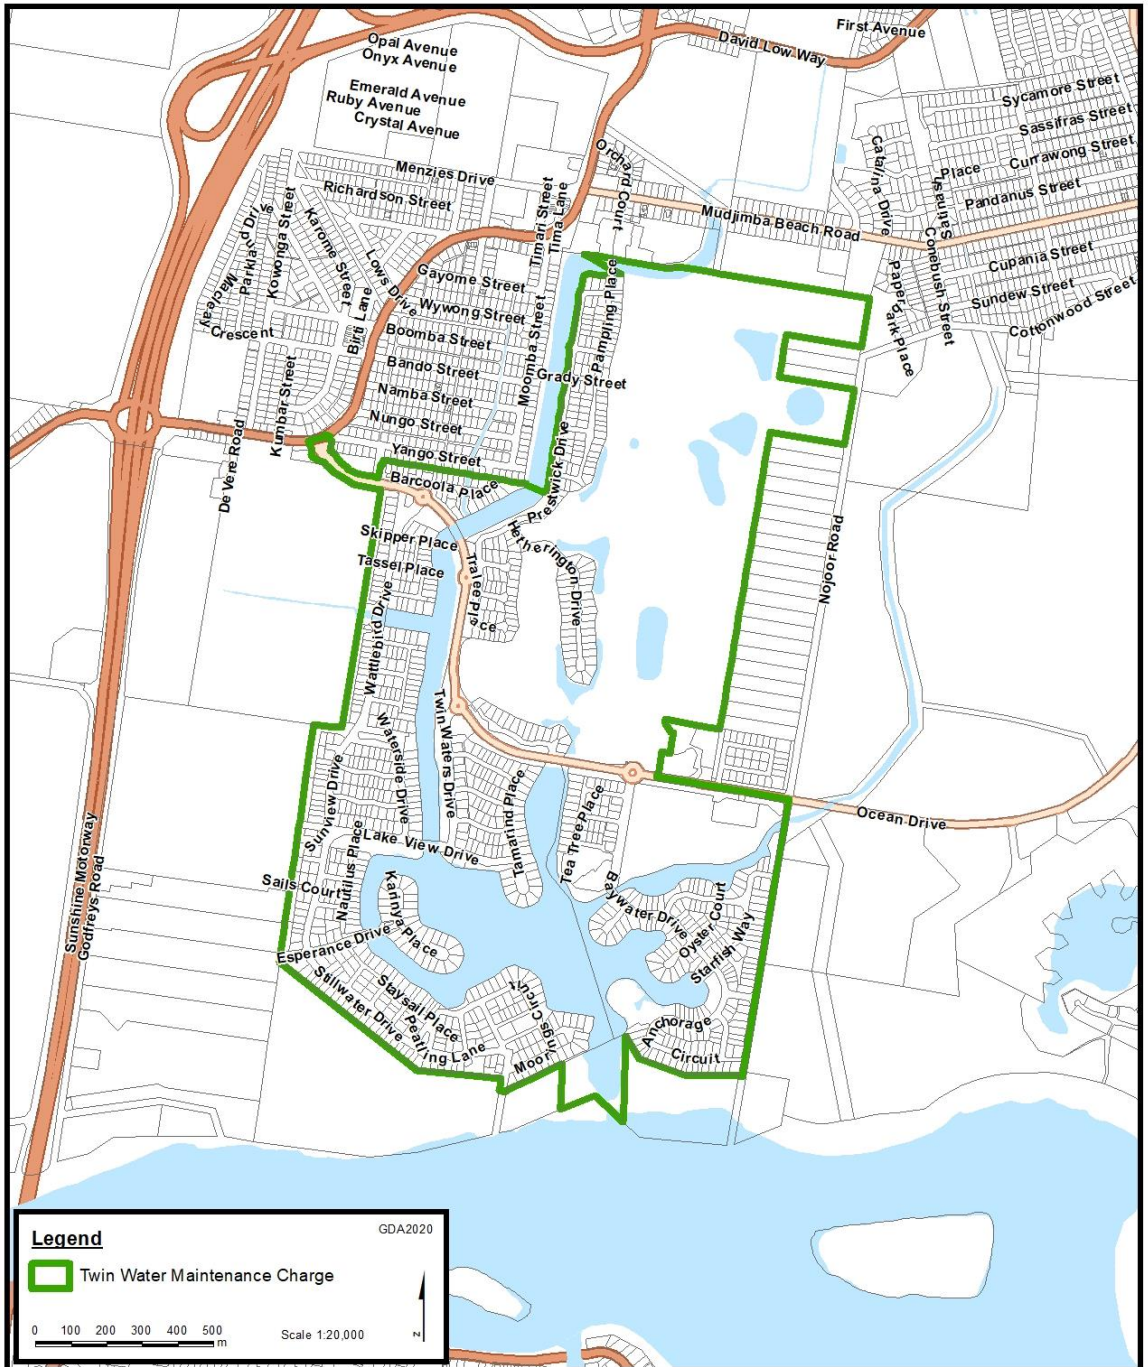 First Avenue
David Low Way
Opal Avenue
Onyx Avenue
Emerald Avenue
Ruby Avenue
Crystal Avenue
Sycamore Street
Sassifras Street
Currawong Street
Place
Pandanus Street
Catalina Drive
Saltash
Conebush Street
Cupania Street
Sundew Street
Cottonwood Street
Paperbark Place
Orchard Court
Menzies Drive
Richardson Street
Timari Street
Tima Lane
Mudjimba Beach Road
Parkland Drive
Kowonga Street
Karome Street
Lows Drive
Macleay
Crescent
Birti Lane
Gayome Street
Wywong Street
Boomba Street
Bando Street
Namba Street
Nungo Street
Yango Street
Moomba Street
Pampling Place
Grady Street
Kumbar Street
De Vere Road
Barcoola Place
Prestwick Drive
Skipper Place
Tassel Place
Hetherington Drive
Tralee Place
Nojoor Road
Wattlebird Drive
Waterside Drive
Twin Waters Drive
Sunview Drive
Nautilus Place
Lake View Drive
Tamarind Place
Tea Tree Place
Ocean Drive
Sails Court
Karinya Place
Baywater Drive
Oyster Court
Starfish Way
Esperance Drive
Stillwater Drive
Staysail Place
Peatling Lane
Moorings Circuit
Anchorage
Circuit
Sunshine Motorway
Godfreys Road
Legend
GDA2020
Twin Water Maintenance Charge
0 100 200 300 400 500
m
Scale 1:20,000
z